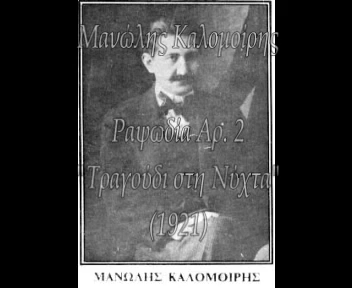 Μανώλης Καλομοίρης
Ραψωδία Αρ. 2
"Τραγούδι στη Νύχτα"
(1921)
ΜΑΝΩΛΗΣ ΚΑΛΟΜΟΙΡΗΣ